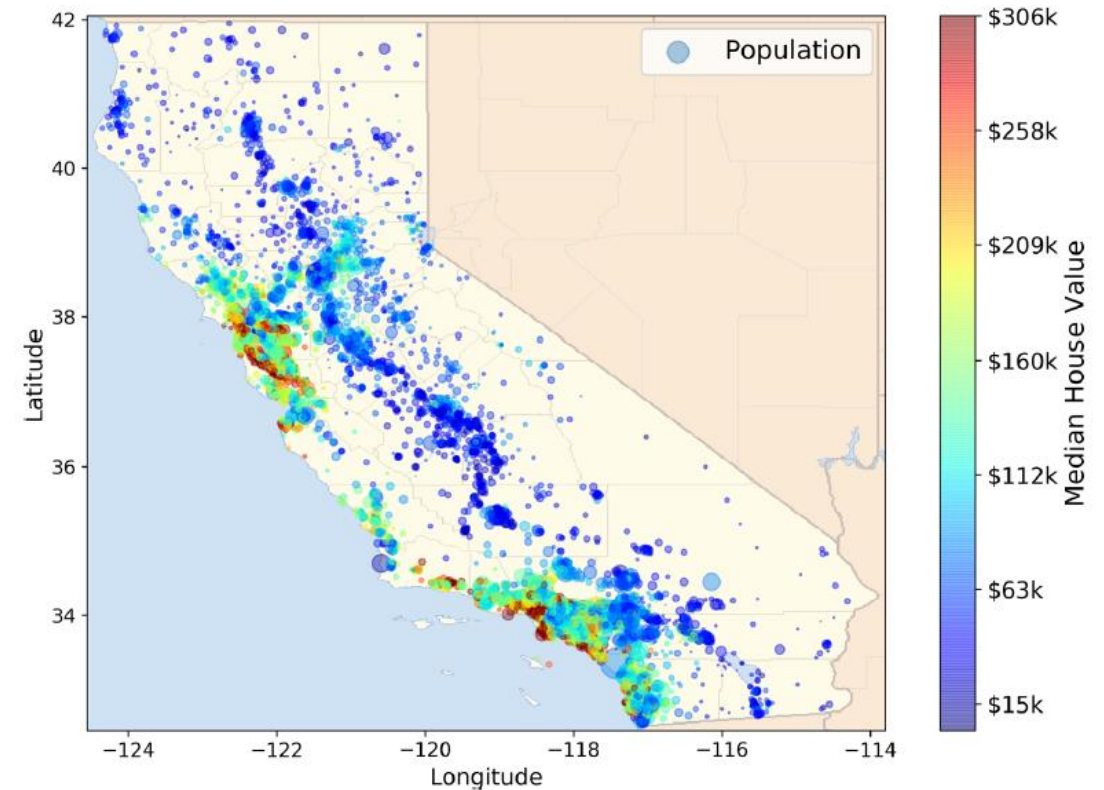 42
40
38
36
34
Latitude
−124
−122
−120
−118
−116
−114
Longitude
Population
$306k
$258k
$209k
$160k
$112k
$63k
$15k
Median House Value